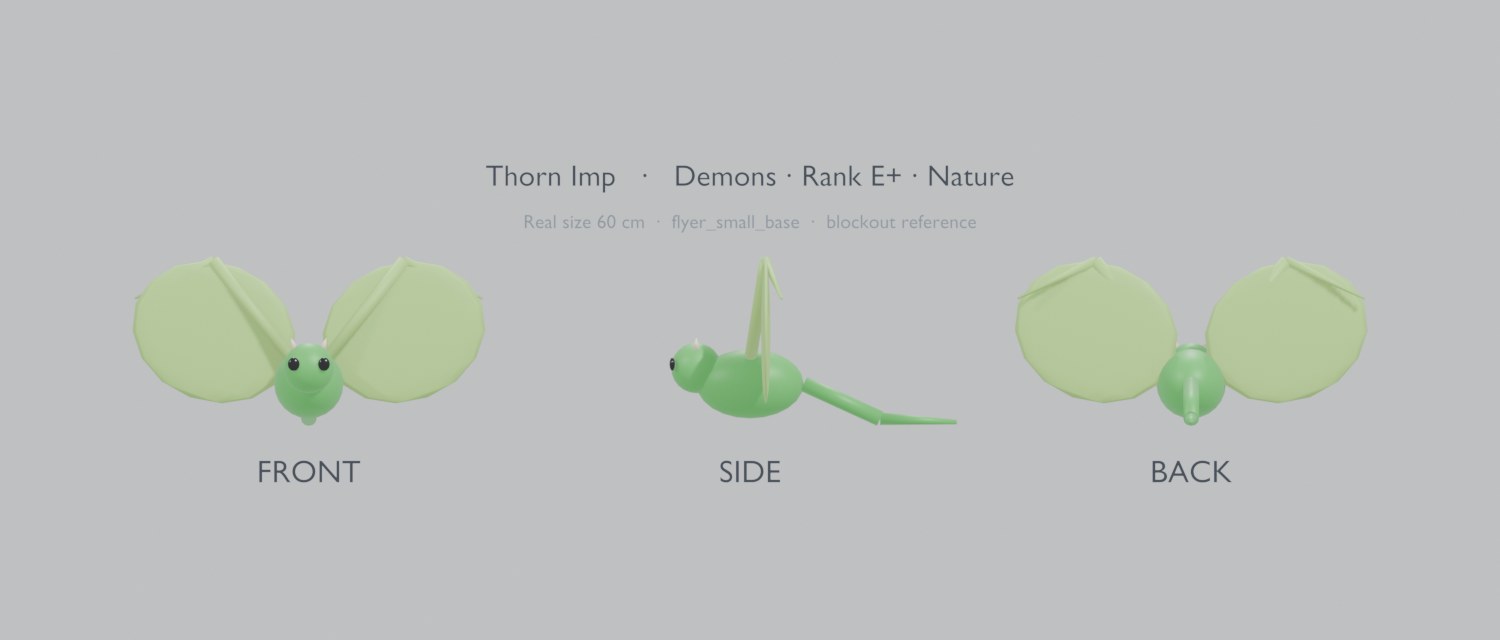 Thorn Imp · Demons · Rank E+ · Nature
Real size 60 cm · flyer_small_base · blockout reference
FRONT SIDE BACK